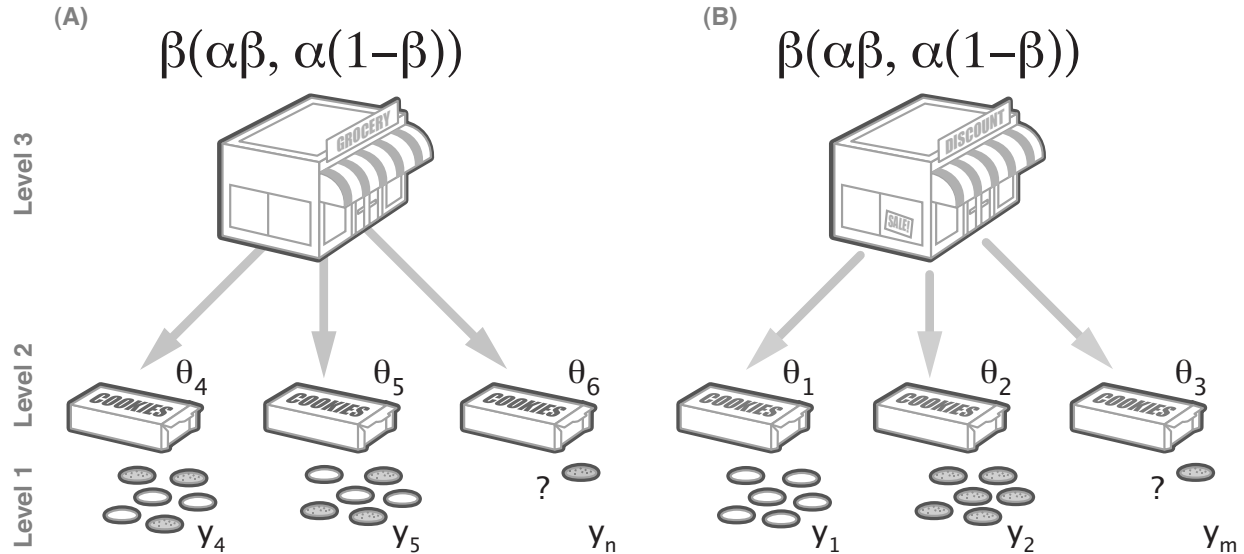 (A)
β(αβ, α(1−β))
GROCERY
(B)
β(αβ, α(1−β))
DISCOUNT
SALE!
Level 3
Level 2
θ4
θ5
θ6
θ1
θ2
θ3
COOKIES
COOKIES
COOKIES
COOKIES
COOKIES
COOKIES
Level 1
?
?
y4
y5
yn
y1
y2
ym